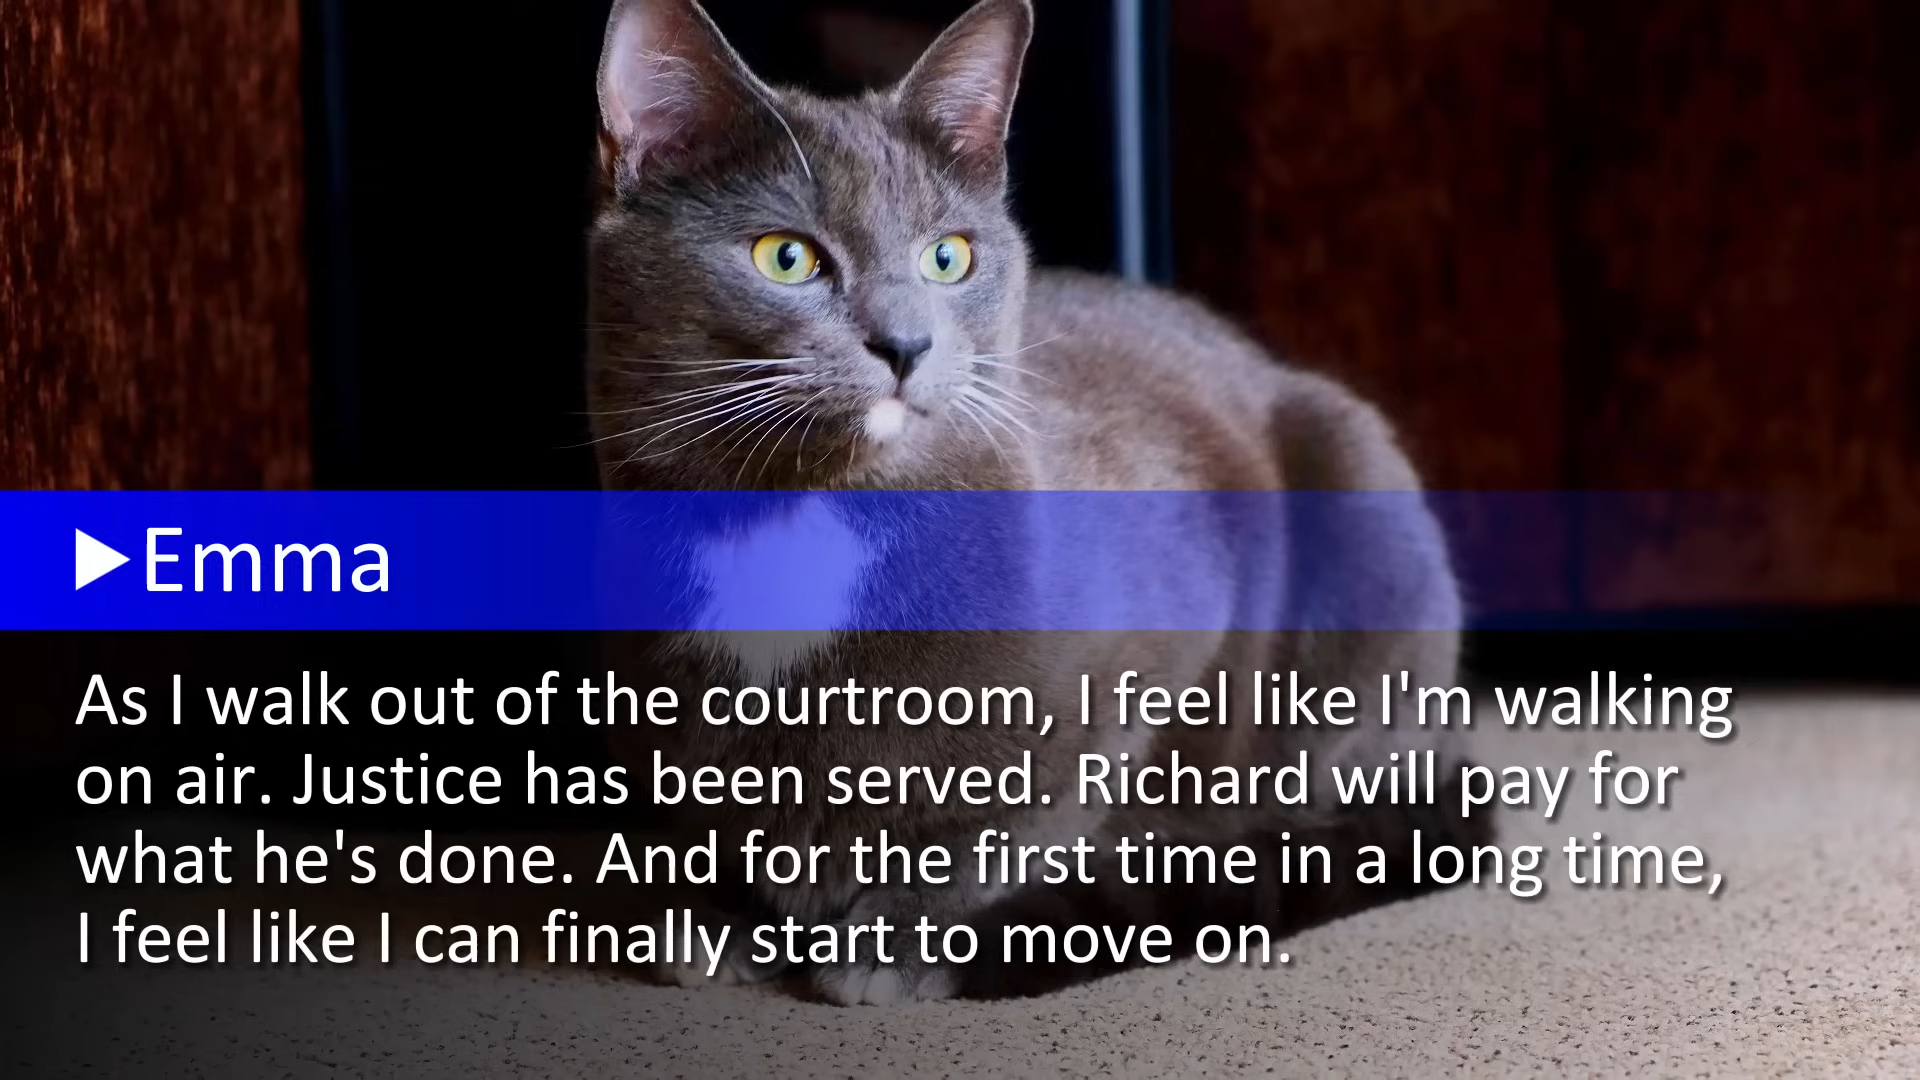 Emma
As I walk out of the courtroom, I feel like I'm walking
on air. Justice has been served. Richard will pay for
what he's done. And for the first time in a long time,
I feel like I can finally start to move on.